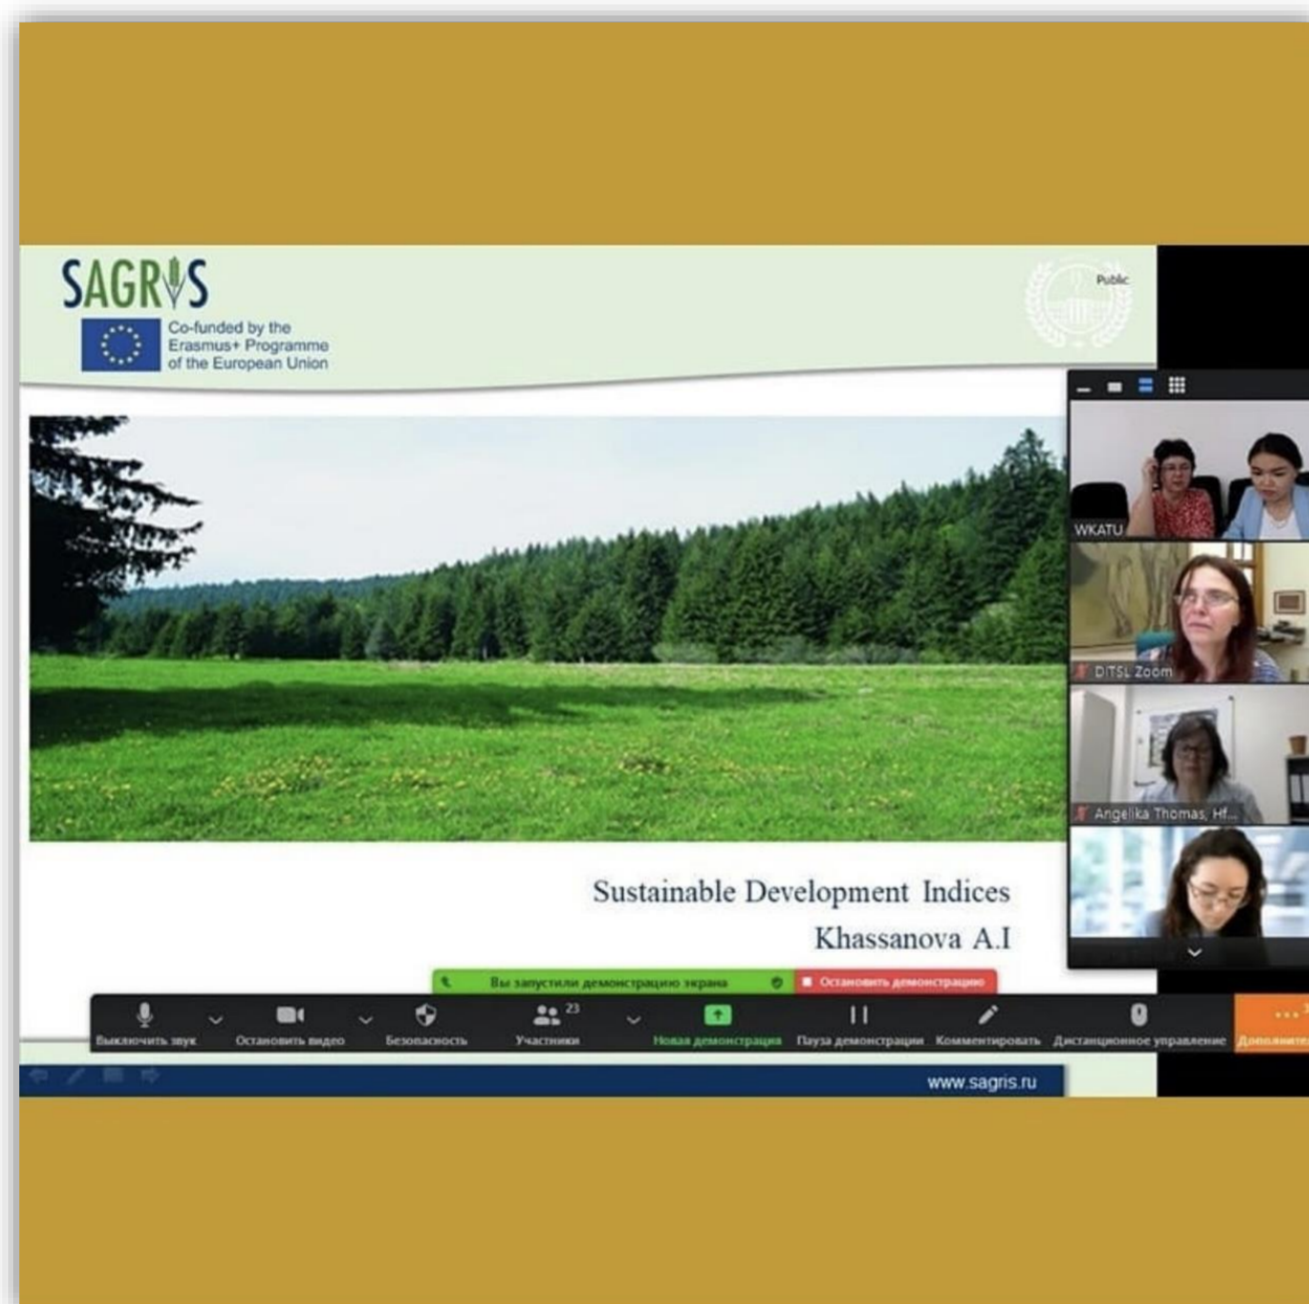 SAGRIS
Co-funded by the
Erasmus+ Programme
of the European Union
Public
WKATU
DITSL Zoom
Angelika Thomas, Hf...
Sustainable Development Indices
Khassanova A.I
Вы запустили демонстрацию экрана
Остановить демонстрацию
Выключить звук
Остановить видео
Безопасность
23
Участники
Новая демонстрация
Пауза демонстрации
Комментировать
Дистанционное управление
www.sagris.ru